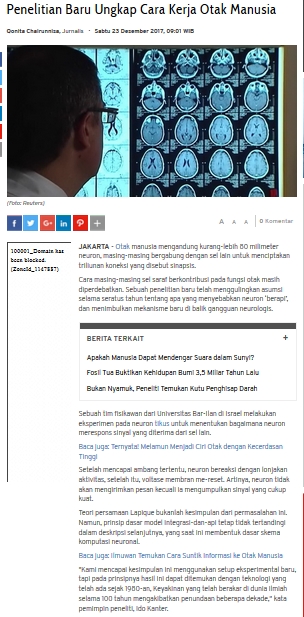 Penelitian Baru Ungkap Cara Kerja Otak Manusia
Qonita Chairunnisa, Jurnalis · Sabtu 23 Desember 2017, 09:01 WIB
(Foto: Reuters)
A A A
0 Komentar
100001_Domain has
been blocked.
(ZoneId_1147887)
JAKARTA - Otak manusia mengandung kurang-lebih 80 milimeter
neuron, masing-masing bergabung dengan sel lain untuk menciptakan
triliunan koneksi yang disebut sinapsis.
Cara masing-masing sel saraf berkontribusi pada fungsi otak masih
diperdebatkan. Sebuah penelitian baru telah menggulingkan asumsi
selama seratus tahun tentang apa yang menyebabkan neuron 'berapi',
dan menimbulkan mekanisme baru di balik gangguan neurologis.
BERITA TERKAIT +
Apakah Manusia Dapat Mendengar Suara dalam Sunyi?
Fosil Tua Buktikan Kehidupan Bumi 3,5 Miliar Tahun Lalu
Bukan Nyamuk, Peneliti Temukan Kutu Penghisap Darah
Sebuah tim fisikawan dari Universitas Bar-Ilan di Israel melakukan
eksperimen pada neuron tikus untuk menentukan bagaimana neuron
merespons sinyal yang diterima dari sel lain.
Baca juga: Ternyata! Melamun Menjadi Ciri Otak dengan Kecerdasan
Tinggi
Setelah mencapai ambang tertentu, neuron bereaksi dengan lonjakan
aktivitas, setelah itu, voltase membran me-reset. Artinya, neuron tidak
akan mengirimkan pesan kecuali ia mengumpulkan sinyal yang cukup
kuat.
Teori persamaan Lapique bukanlah kesimpulan dari permasalahan ini.
Namun, prinsip dasar model integrasi-dan-api tetap tidak tertandingi
dalam deskripsi selanjutnya, yang saat ini membentuk dasar skema
komputasi neuronal.
Baca juga: Ilmuwan Temukan Cara Suntik Informasi ke Otak Manusia
"Kami mencapai kesimpulan ini menggunakan setup eksperimental baru,
tapi pada prinsipnya hasil ini dapat ditemukan dengan teknologi yang
telah ada sejak 1980-an, Keyakinan yang telah berakar di dunia ilmiah
selama 100 tahun mengakibatkan penundaan beberapa dekade," kata
pemimpin peneliti, Ido Kanter.